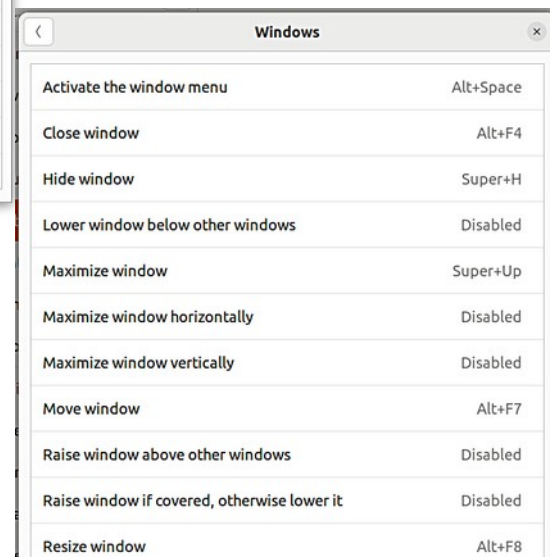 Windows
Activate the window menu Alt+Space
Close window Alt+F4
Hide window Super+H
Lower window below other windows Disabled
Maximize window Super+Up
Maximize window horizontally Disabled
Maximize window vertically Disabled
Move window Alt+F7
Raise window above other windows Disabled
Raise window if covered, otherwise lower it Disabled
Resize window Alt+F8